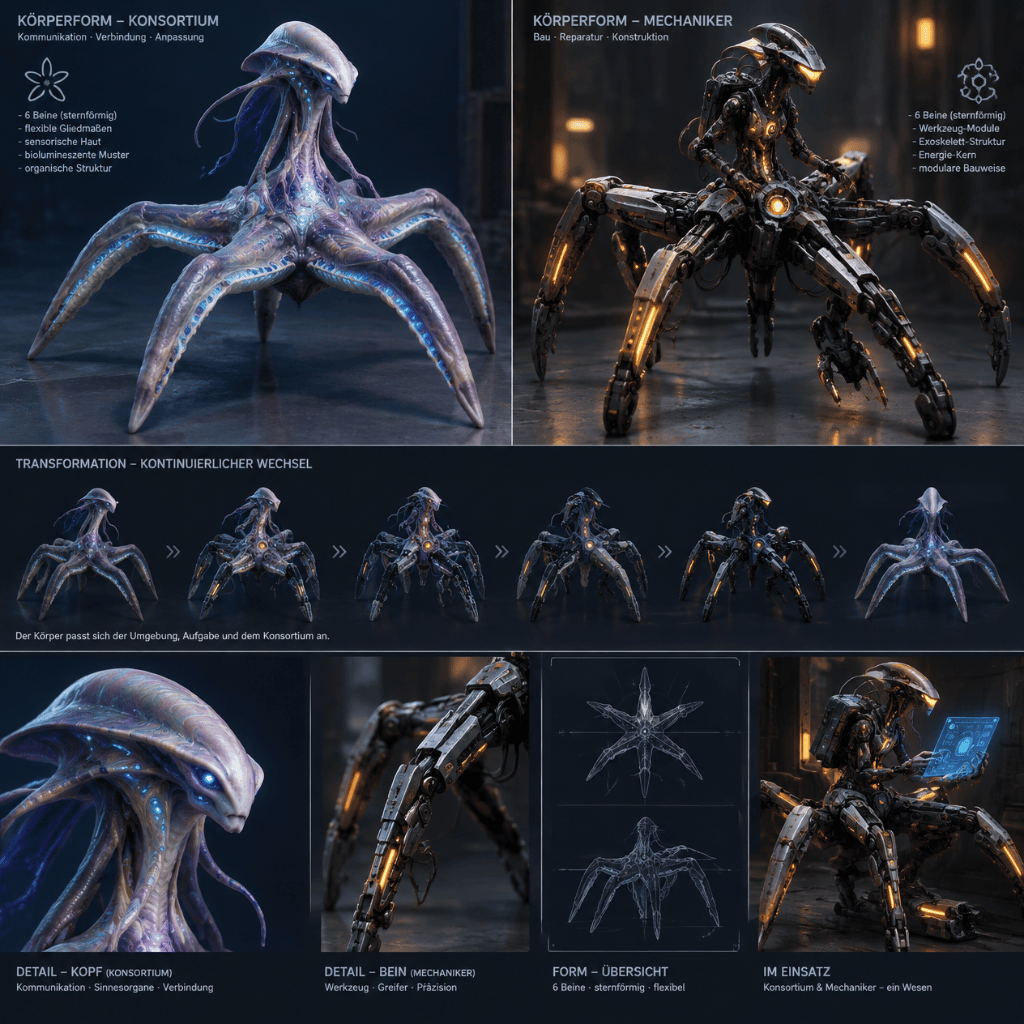 KÖRPERFORM – KONSORTIUM
Kommunikation · Verbindung · Anpassung
- 6 Beine (sternförmig)
- flexible Gliedmaßen
- sensorische Haut
- biolumineszente Muster
- organische Struktur
KÖRPERFORM – MECHANIKER
Bau · Reparatur · Konstruktion
- 6 Beine (sternförmig)
- Werkzeug-Module
- Exoskelett-Struktur
- Energie-Kern
- modulare Bauweise
TRANSFORMATION – KONTINUIERLICHER WECHSEL
Der Körper passt sich der Umgebung, Aufgabe und dem Konsortium an.
DETAIL – KOPF (KONSORTIUM)
Kommunikation · Sinnesorgane · Verbindung
DETAIL – BEIN (MECHANIKER)
Werkzeug · Greifer · Präzision
FORM – ÜBERSICHT
6 Beine · sternförmig · flexibel
IM EINSATZ
Konsortium & Mechaniker – ein Wesen